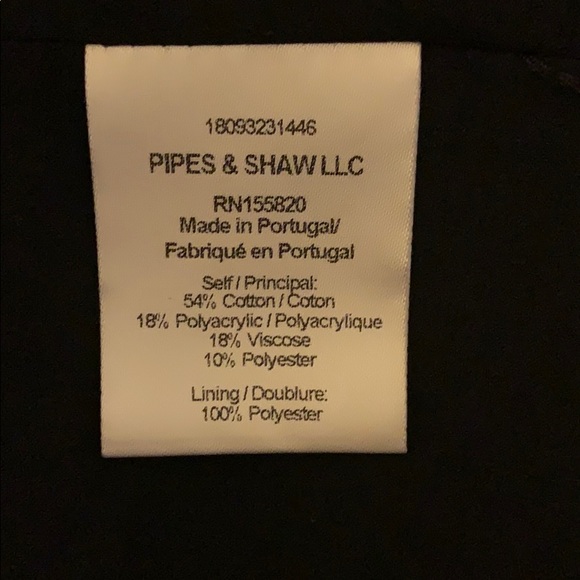 18093231446
PIPES & SHAW LLC
RN155820
Made in Portugal/
Fabriqué en Portugal
Self / Principal:
54% Cotton / Coton
18% Polyacrylic / Polyacrylique
18% Viscose
10% Polyester
Lining / Doublure:
100% Polyester